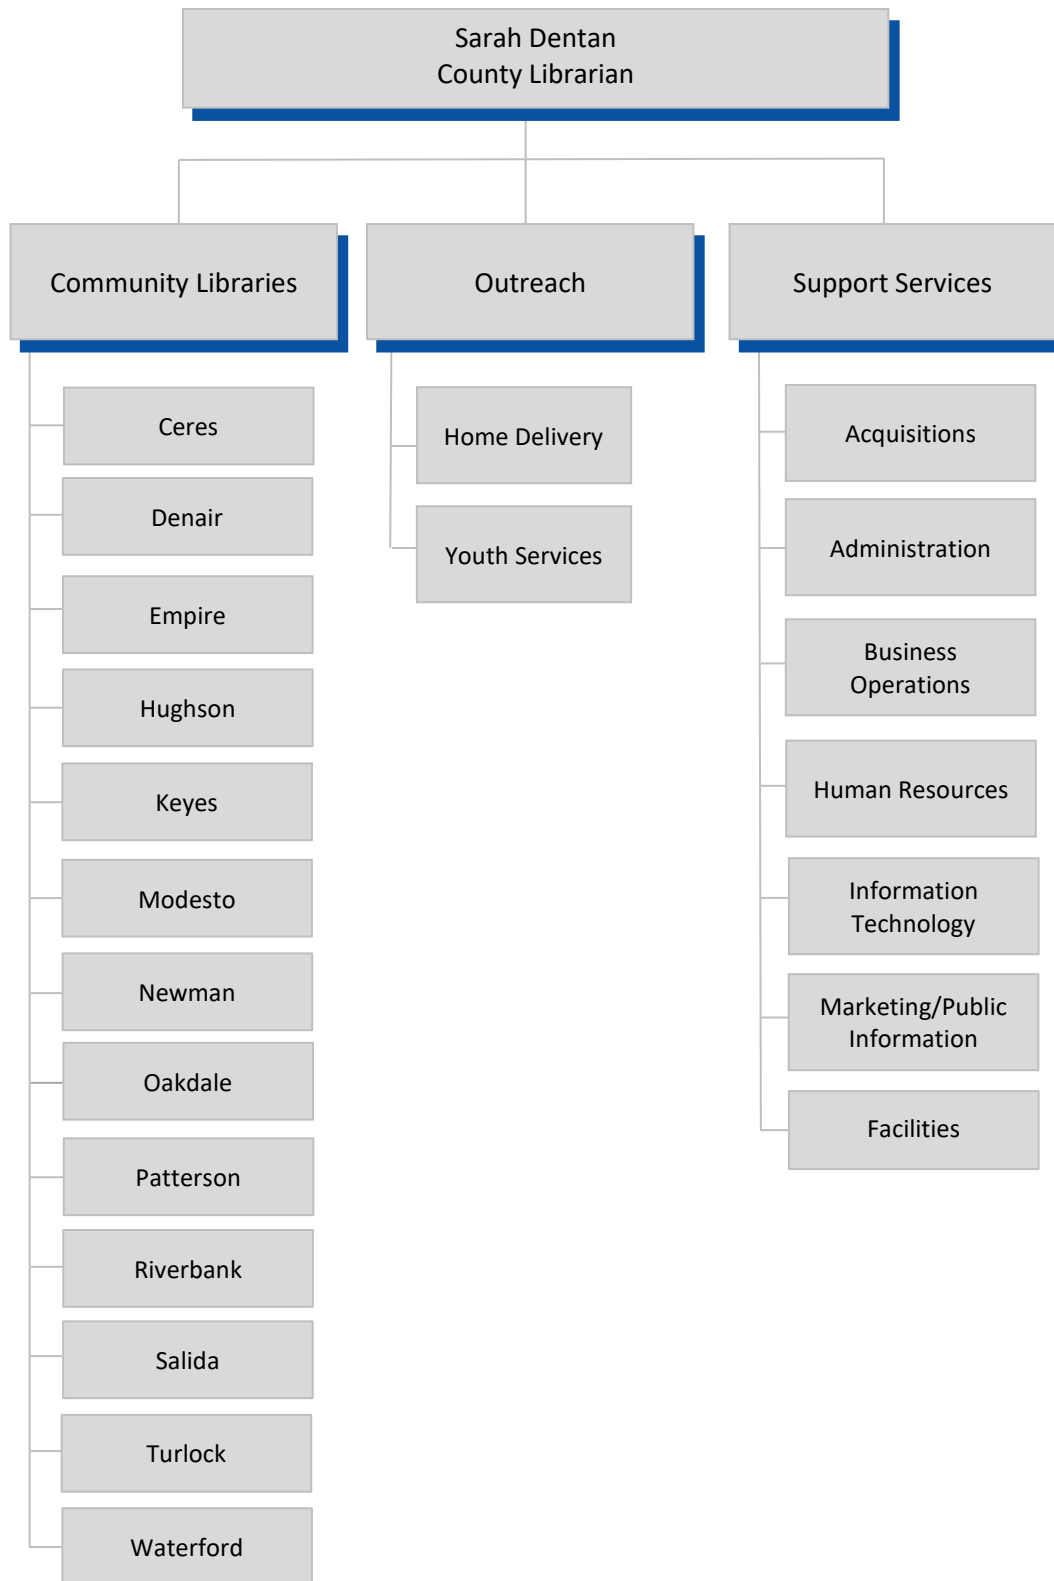 Sarah Dentan
County Librarian
Community Libraries
Outreach
Support Services
Ceres
Denair
Empire
Hughson
Keyes
Modesto
Newman
Oakdale
Patterson
Riverbank
Salida
Turlock
Waterford
Home Delivery
Youth Services
Acquisitions
Administration
Business
Operations
Human Resources
Information
Technology
Marketing/Public
Information
Facilities